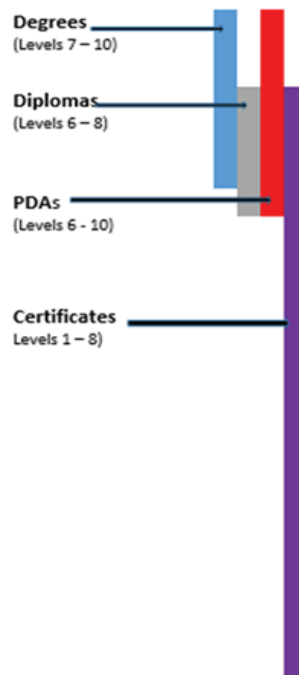 Degrees
(Levels 7 – 10)
Diplomas
(Levels 6 – 8)
PDAs
(Levels 6 - 10)
Certificates
Levels 1 – 8)